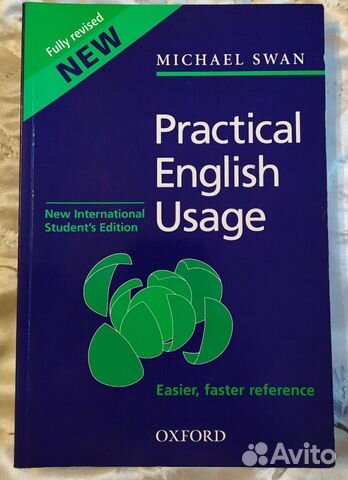 Fully revised
NEW
MICHAEL SWAN
Practical
English
Usage
New International
Student's Edition
Easier, faster reference
OXFORD
Avito